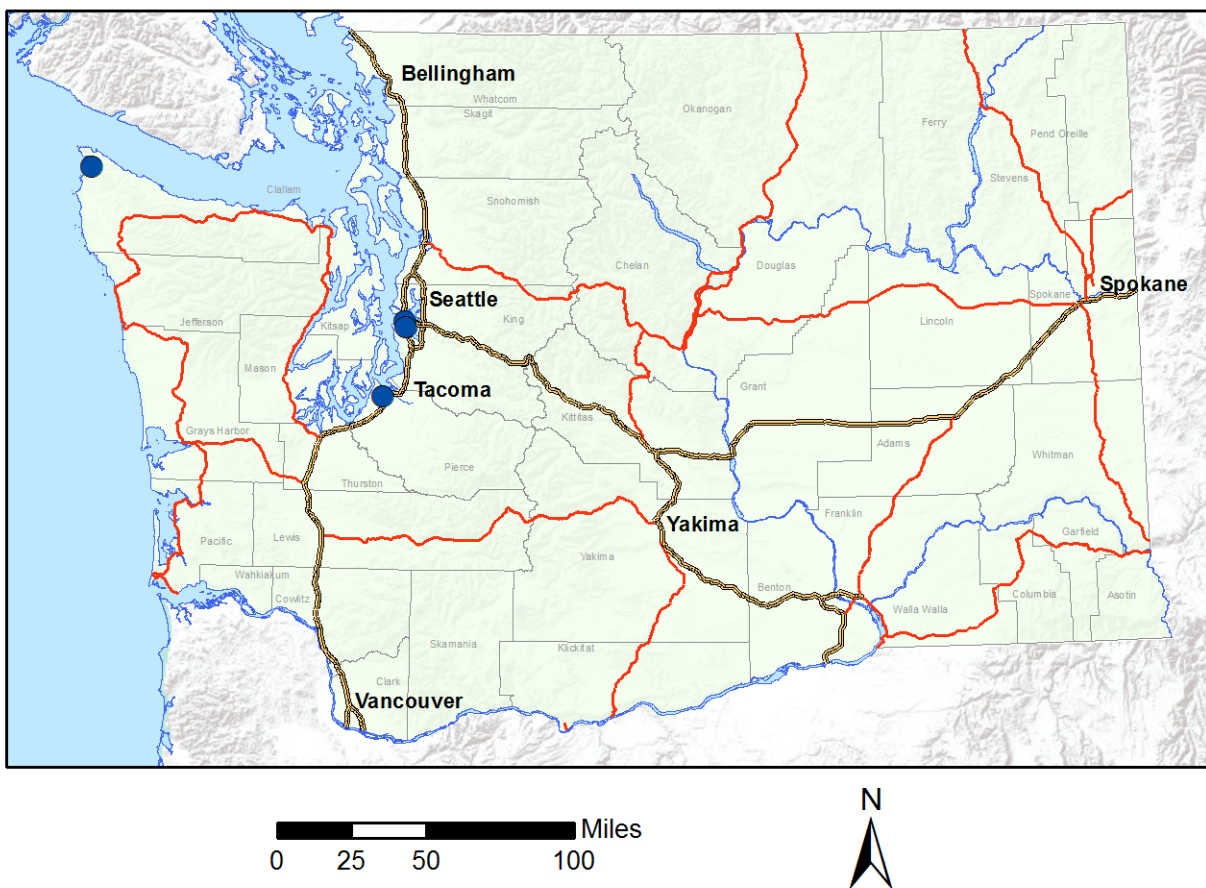 Bellingham
Whatcom
Skagit
Okanogan
Ferry
Pend Oreille
Stevens
Clallam
Snohomish
Chelan
Douglas
Spokane
Spokane
Seattle
King
Lincoln
Jefferson
Kitsap
Mason
Grant
Tacoma
Kittitas
Grays Harbor
Adams
Whitman
Pierce
Thurston
Franklin
Yakima
Garfield
Pacific
Lewis
Yakima
Wahkiakum
Benton
Cowlitz
Walla Walla
Columbia
Asotin
Skamania
Klickitat
Clark
Vancouver
N
Miles
0 25 50 100